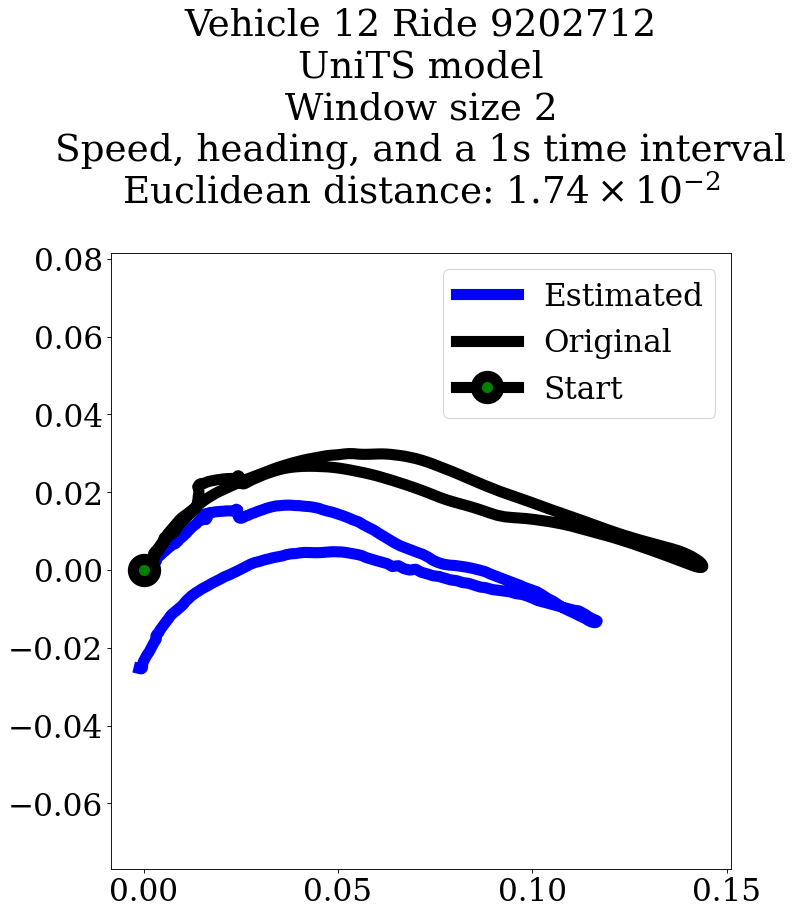 Vehicle 12 Ride 9202712
UniTS model
Window size 2
Speed, heading, and a 1s time interval
Euclidean distance: 1.74 × 10⁻²
0.08
Estimated
0.06
Original
0.04
Start
0.02
0.00
−0.02
−0.04
−0.06
0.00 0.05 0.10 0.15